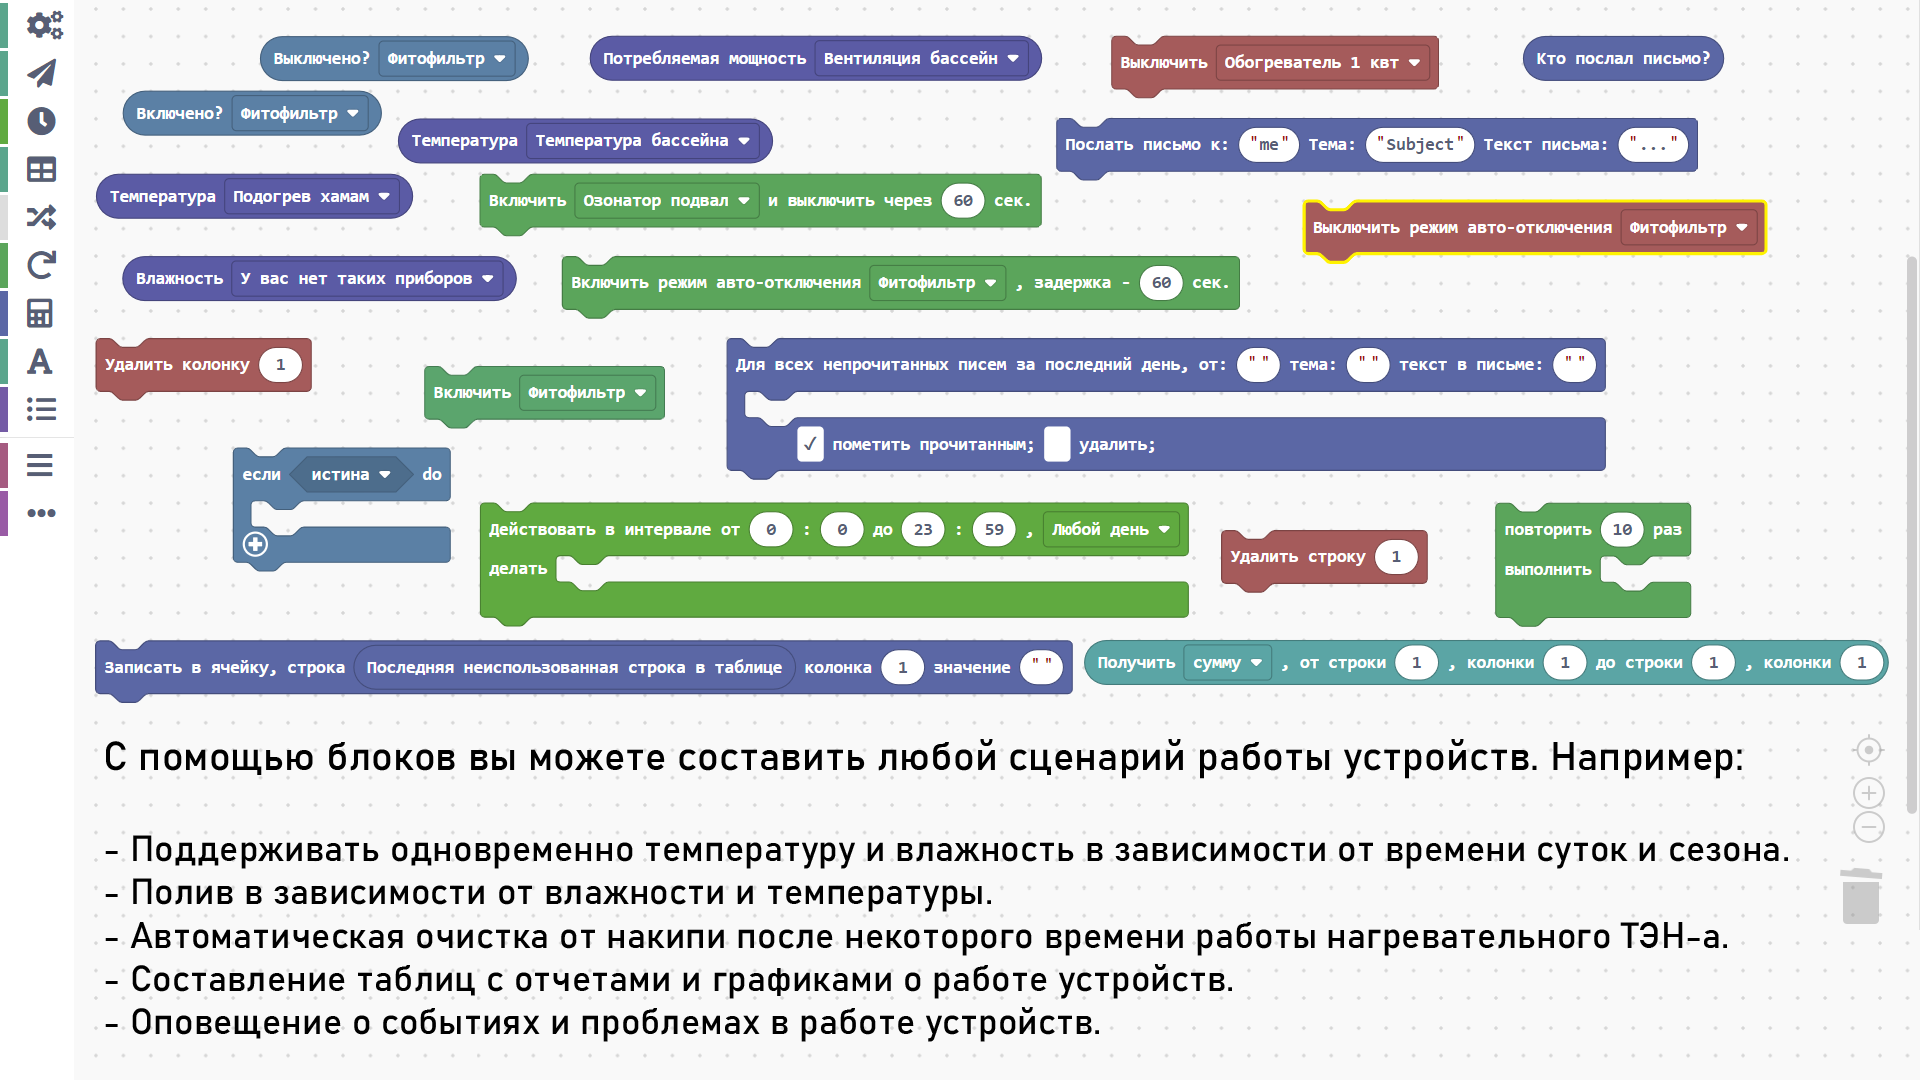 Выключено? Фитофильтр
Потребляемая мощность Вентиляция бассейн
Выключить Обогреватель 1 квт
Кто послал письмо?
Включено? Фитофильтр
Температура Температура бассейна
Послать письмо к: "me" Тема: "Subject" Текст письма: "..."
Температура Подогрев хамам
Включить Озонатор подвал и выключить через 60 сек.
Выключить режим авто-отключения Фитофильтр
Влажность У вас нет таких приборов
Включить режим авто-отключения Фитофильтр , задержка - 60 сек.
Удалить колонку 1
Включить Фитофильтр
Для всех непрочитанных писем за последний день, от: "" тема: "" текст в письме: ""
✓ пометить прочитанным; удалить;
если истина do
Действовать в интервале от 0 : 0 до 23 : 59 , Любой день
делать
Удалить строку 1
повторить 10 раз
выполнить
Записать в ячейку, строка Последняя неиспользованная строка в таблице колонка 1 значение ""
Получить сумму , от строки 1 , колонки 1 до строки 1 , колонки 1
С помощью блоков вы можете составить любой сценарий работы устройств. Например:
- Поддерживать одновременно температуру и влажность в зависимости от времени суток и сезона.
- Полив в зависимости от влажности и температуры.
- Автоматическая очистка от накипи после некоторого времени работы нагревательного ТЭН-а.
- Составление таблиц с отчетами и графиками о работе устройств.
- Оповещение о событиях и проблемах в работе устройств.